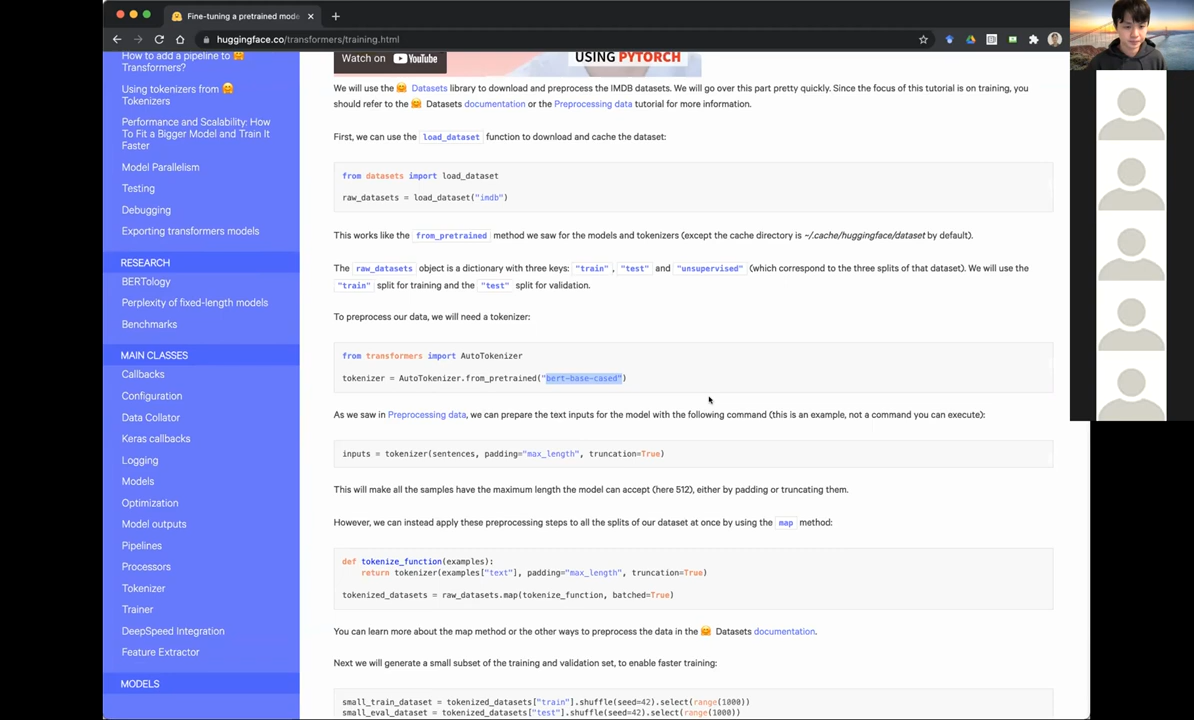 Fine-tuning a pretrained mode
huggingface.co/transformers/training.html
How to add a pipeline to 🤗
Transformers?
Using tokenizers from 🤗
Tokenizers
Performance and Scalability: How
To Fit a Bigger Model and Train It
Faster
Model Parallelism
Testing
Debugging
Exporting transformers models
RESEARCH
BERTology
Perplexity of fixed-length models
Benchmarks
MAIN CLASSES
Callbacks
Configuration
Data Collator
Keras callbacks
Logging
Models
Optimization
Model outputs
Pipelines
Processors
Tokenizer
Trainer
DeepSpeed Integration
Feature Extractor
MODELS
Watch on YouTube
USING PYTORCH
We will use the 🤗 Datasets library to download and preprocess the IMDB datasets. We will go over this part pretty quickly. Since the focus of this tutorial is on training, you
should refer to the 🤗 Datasets documentation or the Preprocessing data tutorial for more information.
First, we can use the load_dataset function to download and cache the dataset:
from datasets import load_dataset
raw_datasets = load_dataset("imdb")
This works like the from_pretrained method we saw for the models and tokenizers (except the cache directory is ~/.cache/huggingface/dataset by default).
The raw_datasets object is a dictionary with three keys: "train", "test" and "unsupervised" (which correspond to the three splits of that dataset). We will use the
"train" split for training and the "test" split for validation.
To preprocess our data, we will need a tokenizer:
from transformers import AutoTokenizer
tokenizer = AutoTokenizer.from_pretrained("bert-base-cased")
As we saw in Preprocessing data, we can prepare the text inputs for the model with the following command (this is an example, not a command you can execute):
inputs = tokenizer(sentences, padding="max_length", truncation=True)
This will make all the samples have the maximum length the model can accept (here 512), either by padding or truncating them.
However, we can instead apply these preprocessing steps to all the splits of our dataset at once by using the map method:
def tokenize_function(examples):
return tokenizer(examples["text"], padding="max_length", truncation=True)
tokenized_datasets = raw_datasets.map(tokenize_function, batched=True)
You can learn more about the map method or the other ways to preprocess the data in the 🤗 Datasets documentation.
Next we will generate a small subset of the training and validation set, to enable faster training:
small_train_dataset = tokenized_datasets["train"].shuffle(seed=42).select(range(1000))
small_eval_dataset = tokenized_datasets["test"].shuffle(seed=42).select(range(1000))